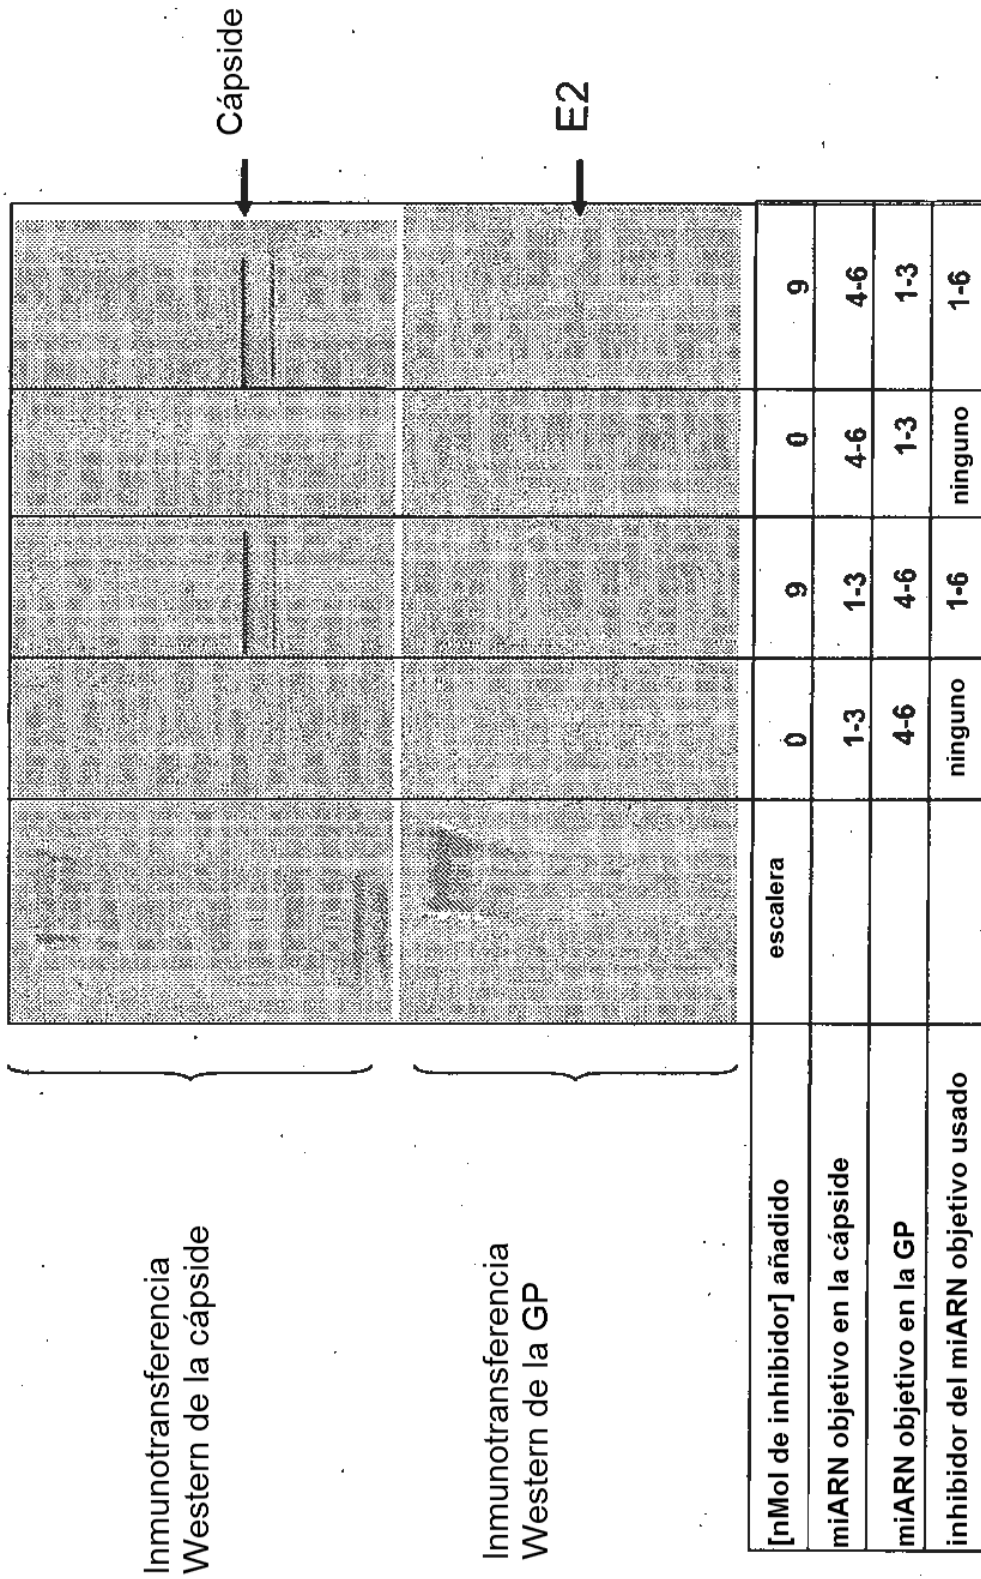 Inmunotransferencia
Western de la cápside
Cápside
Inmunotransferencia
Western de la GP
E2
[nMol de inhibidor] añadido escalera 0 9 0 9
miARN objetivo en la cápside 1-3 1-3 4-6 4-6
miARN objetivo en la GP 4-6 4-6 1-3 1-3
inhibidor del miARN objetivo usado ninguno 1-6 ninguno 1-6